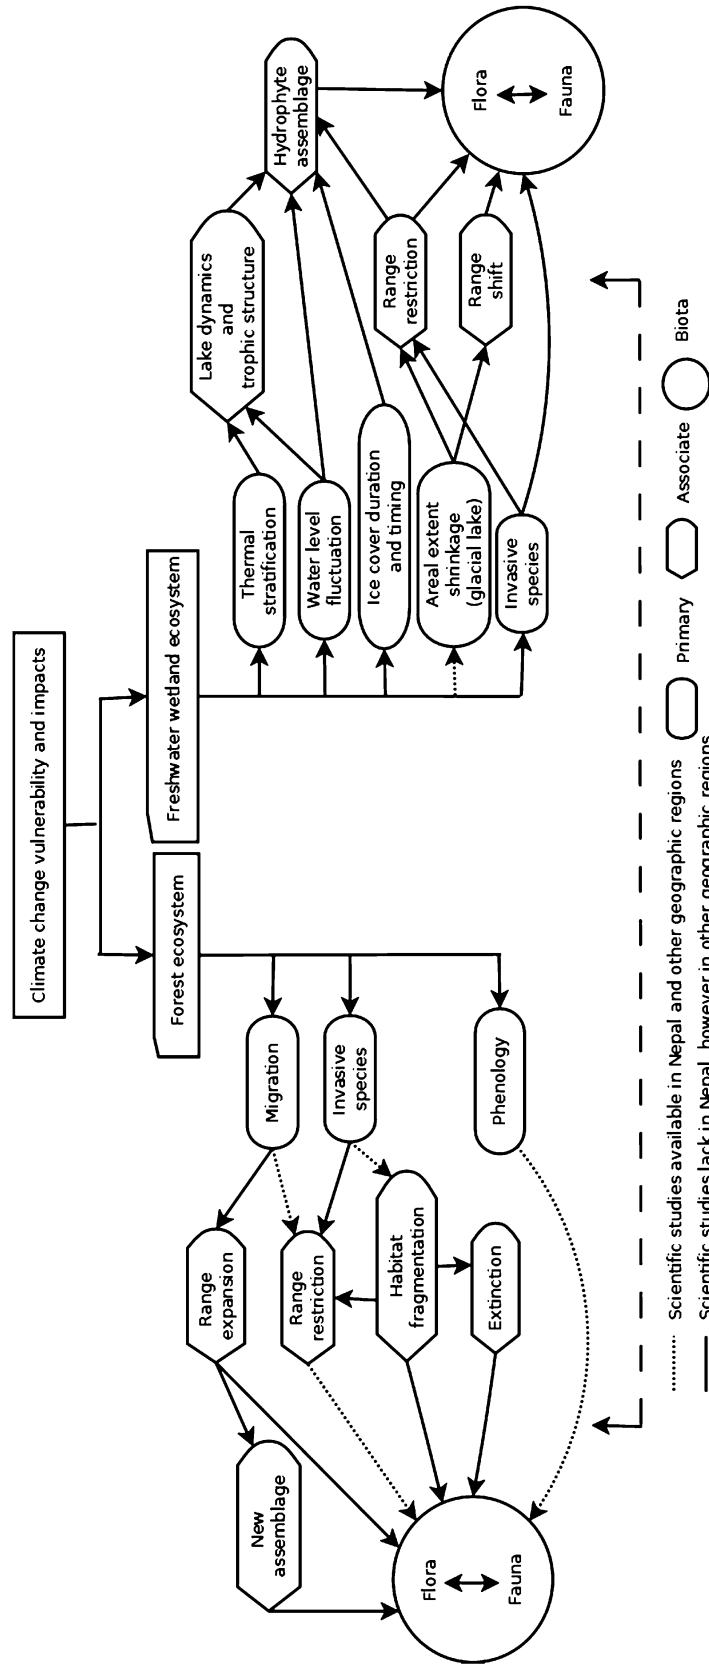 Climate change vulnerability and impacts
Forest ecosystem
Freshwater wetland ecosystem
Migration
Invasive
species
Phenology
Range
expansion
Range
restriction
Habitat
fragmentation
Extinction
New
assemblage
Flora
Fauna
Thermal
stratification
Water level
fluctuation
Ice cover duration
and timing
Areal extent
shrinkage
(glacial lake)
Invasive
species
Lake dynamics
and
trophic structure
Range
restriction
Range
shift
Hydrophyte
assemblage
Flora
Fauna
Scientific studies available in Nepal and other geographic regions
Primary
Associate
Biota
Scientific studies lack in Nepal, however in other geographic regions